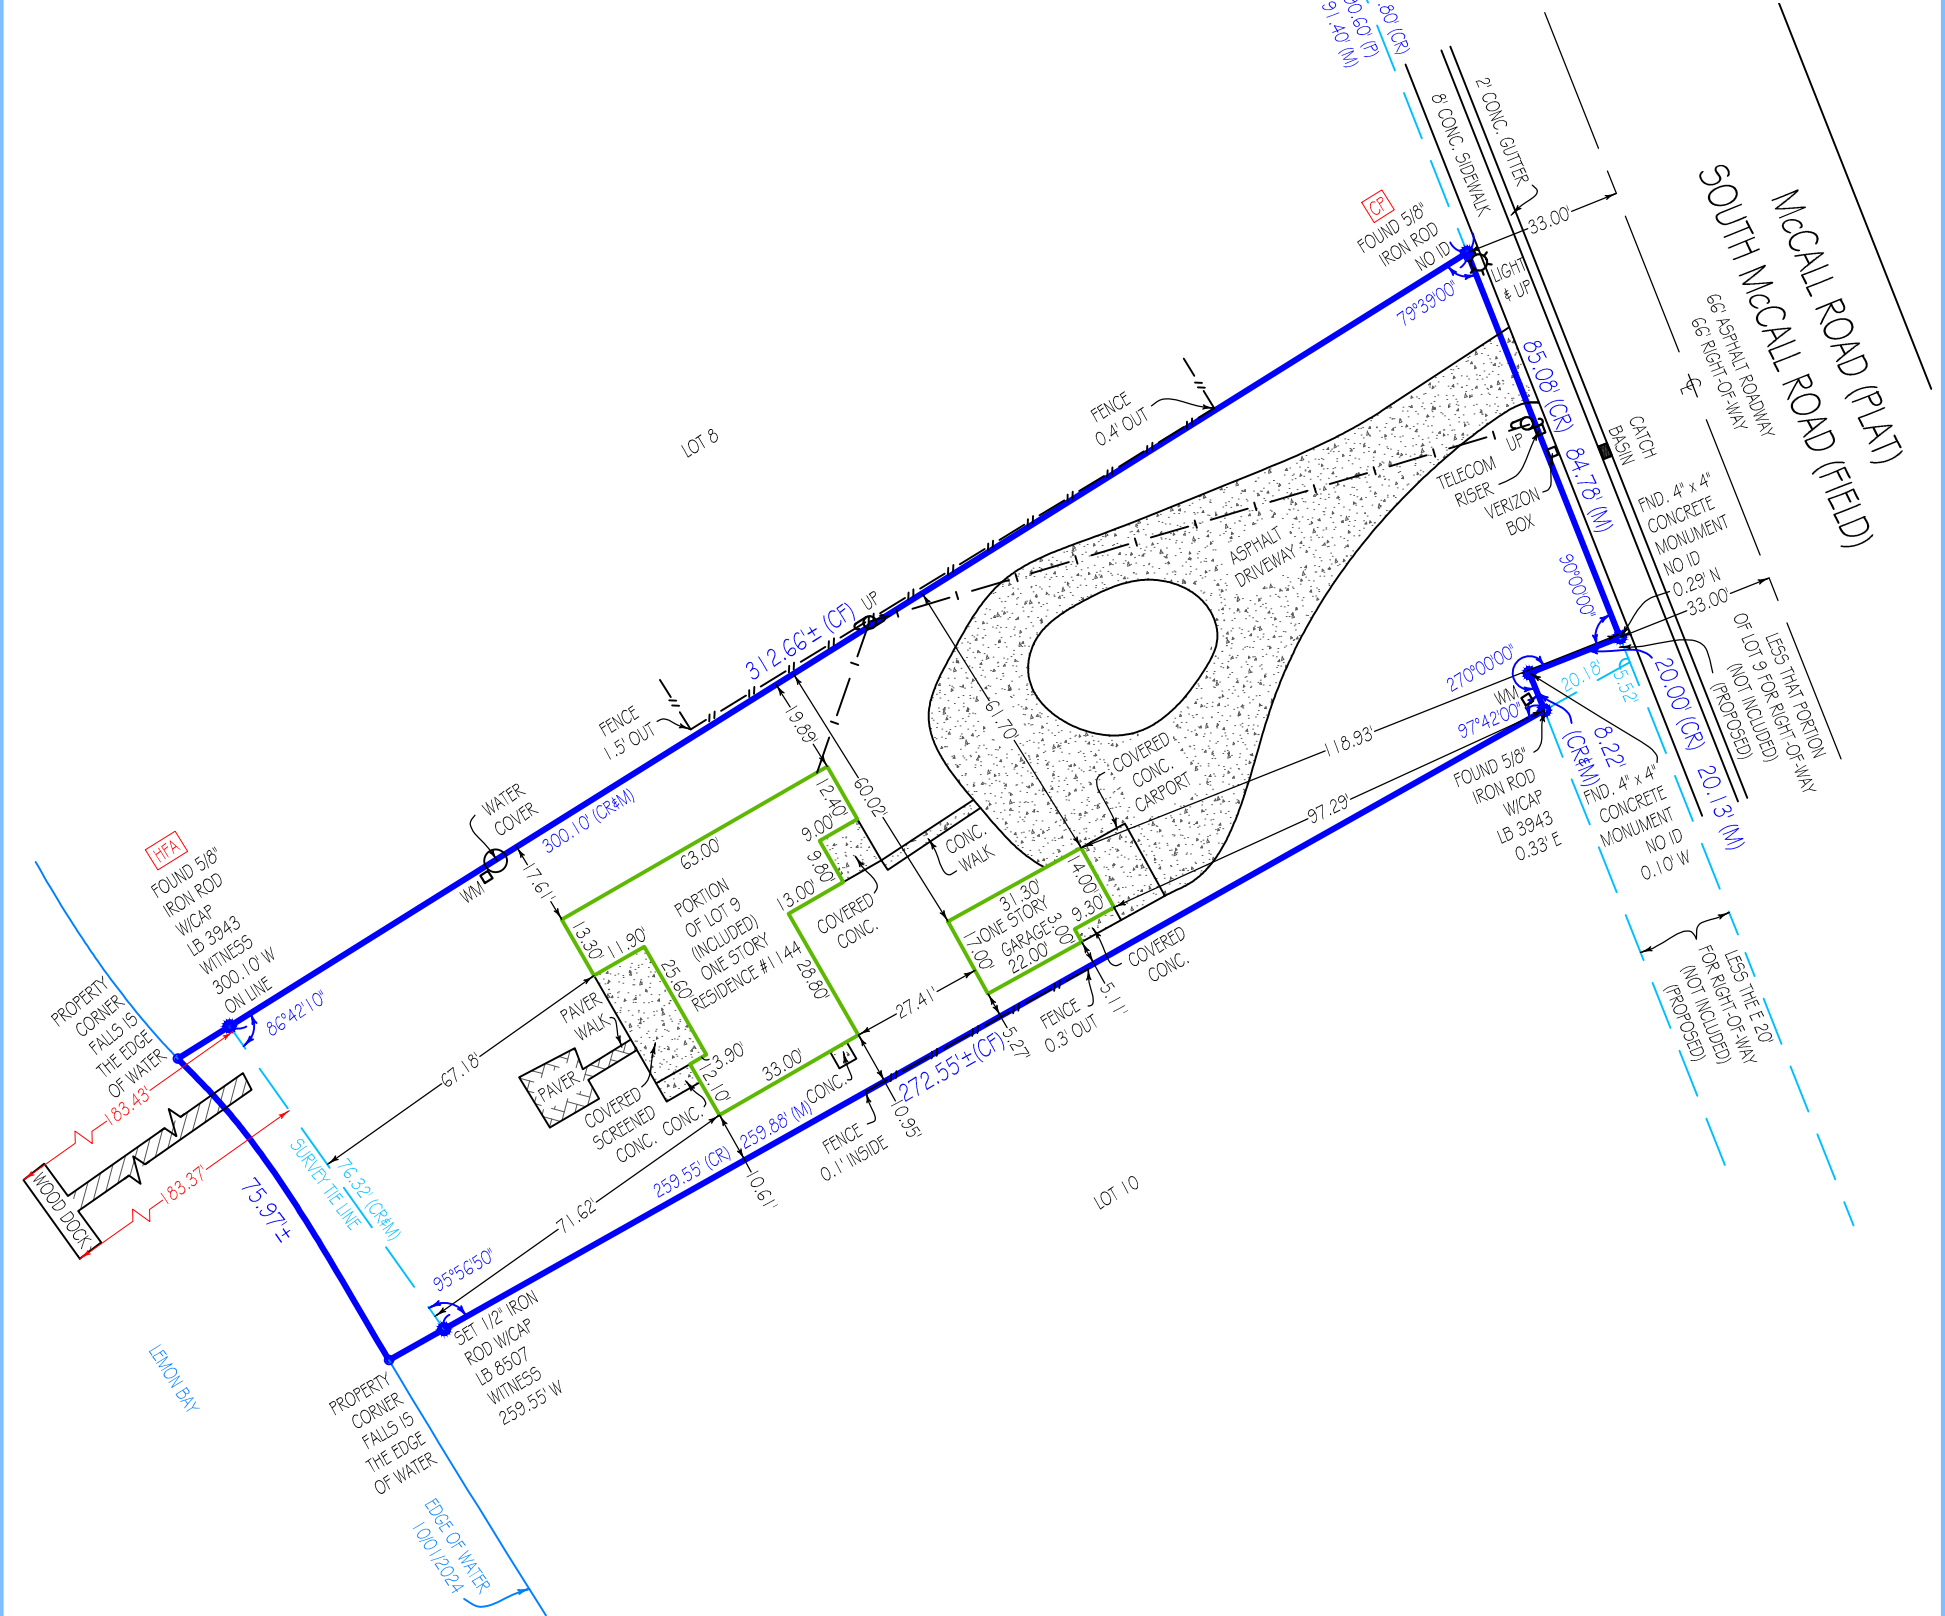 .80' (CR)
90.60' (P)
91.40' (M)
8' CONC. SIDEWALK
2' CONC. GUTTER
33.00'
McCALL ROAD (PLAT)
SOUTH McCALL ROAD (FIELD)
66' ASPHALT ROADWAY
66' RIGHT-OF-WAY
CP
FOUND 5/8"
IRON ROD
NO ID
LIGHT
& UP
79°39'00"
85.08' (CR)
84.78' (M)
CATCH
BASIN
FENCE
0.4' OUT
LOT 8
UP
TELECOM
RISER
VERIZON
BOX
ASPHALT
DRIVEWAY
FND. 4" x 4"
CONCRETE
MONUMENT
NO ID
0.29' N
33.00'
90°00'00"
LESS THAT PORTION
OF LOT 9 FOR RIGHT-OF-WAY
(NOT INCLUDED)
(PROPOSED)
270°00'00"
20.18'
5.52'
20.00' (CR)
20.13' (M)
WM
97°42'00"
8.22'
(CR&M)
FOUND 5/8"
IRON ROD
W/CAP
LB 3943
0.33' E
FND. 4" x 4"
CONCRETE
MONUMENT
NO ID
0.10' W
LESS THE E 20'
FOR RIGHT-OF-WAY
(NOT INCLUDED)
(PROPOSED)
312.66'± (CF)
UP
FENCE
1.5' OUT
19.89'
60.02'
61.70'
118.93'
97.29'
COVERED
CONC.
CARPORT
WATER
COVER
WM
300.10' (CR&M)
17.61'
63.00'
12.40'
9.00'
9.80'
13.00'
28.80'
33.00'
12.10'
3.90'
25.60'
11.90'
13.30'
PORTION
OF LOT 9
(INCLUDED)
ONE STORY
RESIDENCE #1144
COVERED
CONC.
CONC.
WALK
31.30'
14.00'
9.30'
3.00'
22.00'
17.00'
ONE STORY
GARAGE
COVERED
CONC.
27.41'
5.11'
5.27'
FENCE
0.3' OUT
272.55'±(CF)
10.95'
FENCE
0.1' INSIDE
CONC.
PAVER
WALK
PAVER
COVERED
SCREENED
CONC.
CONC.
259.55' (CR)
259.88' (M)
10.61'
67.18'
71.62'
LOT 10
HFA
FOUND 5/8"
IRON ROD
W/CAP
LB 3943
WITNESS
300.10' W
ON LINE
86°42'10"
PROPERTY
CORNER
FALLS IS
THE EDGE
OF WATER
183.43'
183.37'
WOOD DOCK
76.32' (CR&M)
SURVEY TIE LINE
75.97'±
95°56'50"
SET 1/2" IRON
ROD W/CAP
LB 8507
WITNESS
259.55' W
PROPERTY
CORNER
FALLS IS
THE EDGE
OF WATER
LEMON BAY
EDGE OF WATER
10/01/2024